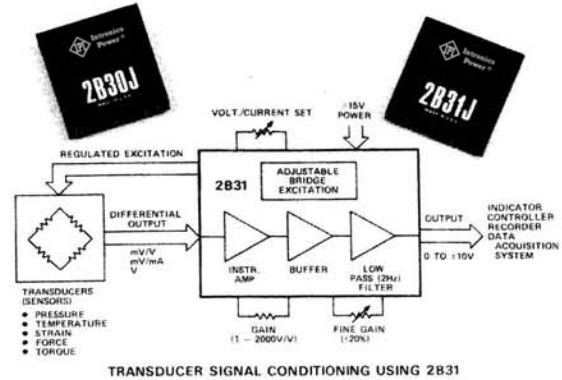 Intronics
Power®
2B30J
Intronics
Power®
2B31J
VOLT./CURRENT SET
±15V
POWER
REGULATED EXCITATION
2B31
ADJUSTABLE
BRIDGE
EXCITATION
DIFFERENTIAL
OUTPUT
mV/V
mV/mA
V
INSTR.
AMP
BUFFER
LOW
PASS (2Hz)
FILTER
OUTPUT
0 TO ±10V
INDICATOR
CONTROLLER
RECORDER
DATA
ACQUISITION
SYSTEM
TRANSDUCERS
(SENSORS)
● PRESSURE
● TEMPERATURE
● STRAIN
● FORCE
● TORQUE
GAIN
(1 – 2000V/V)
FINE GAIN
(±20%)
TRANSDUCER SIGNAL CONDITIONING USING 2B31